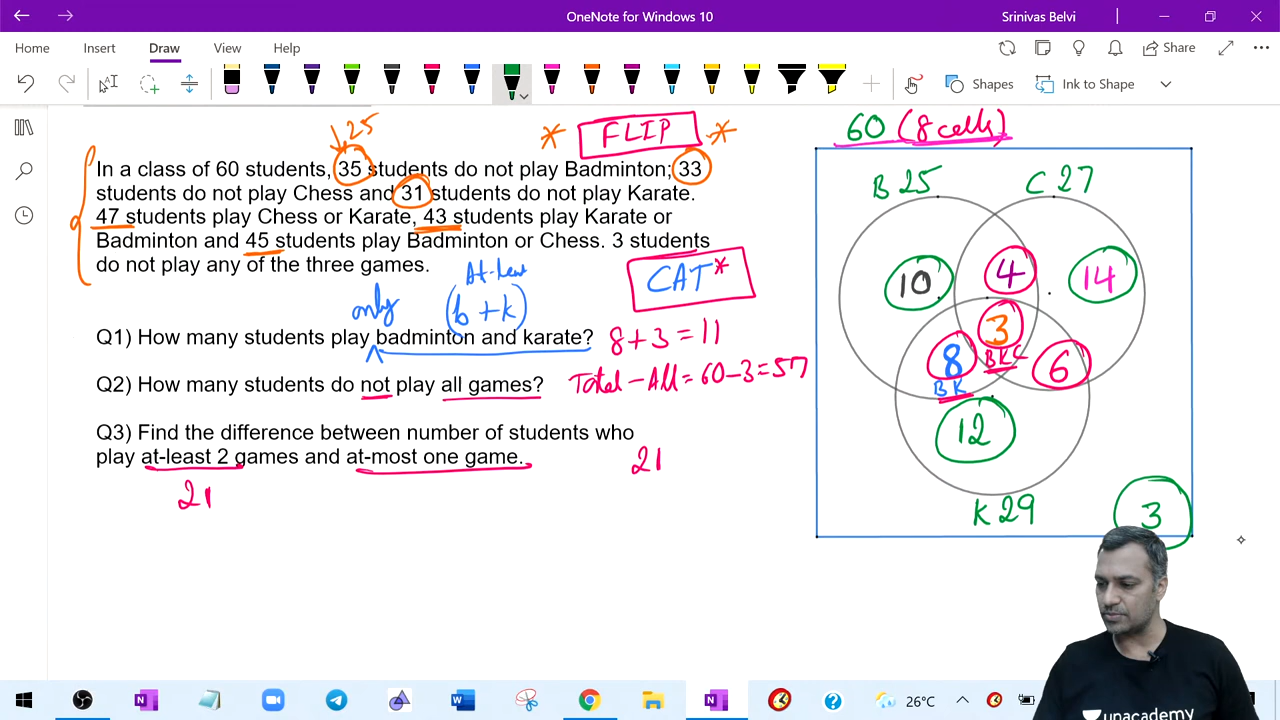 OneNote for Windows 10
Srinivas Belvi
Home Insert Draw View Help
Share
Shapes
Ink to Share
25
* FLIP *
60 (8 cells)
In a class of 60 students, 35 students do not play Badminton; 33
students do not play Chess and 31 students do not play Karate.
47 students play Chess or Karate, 43 students play Karate or
Badminton and 45 students play Badminton or Chess. 3 students
do not play any of the three games.
CAT*
only
At-least
(b + k)
Q1) How many students play badminton and karate?
8+3=11
Q2) How many students do not play all games?
Total - All = 60-3=57
Q3) Find the difference between number of students who
play at-least 2 games and at-most one game.
21
21
B 25
C 27
10
4
14
3
BKC
8
BK
6
12
K 29
3
26°C
unacademy